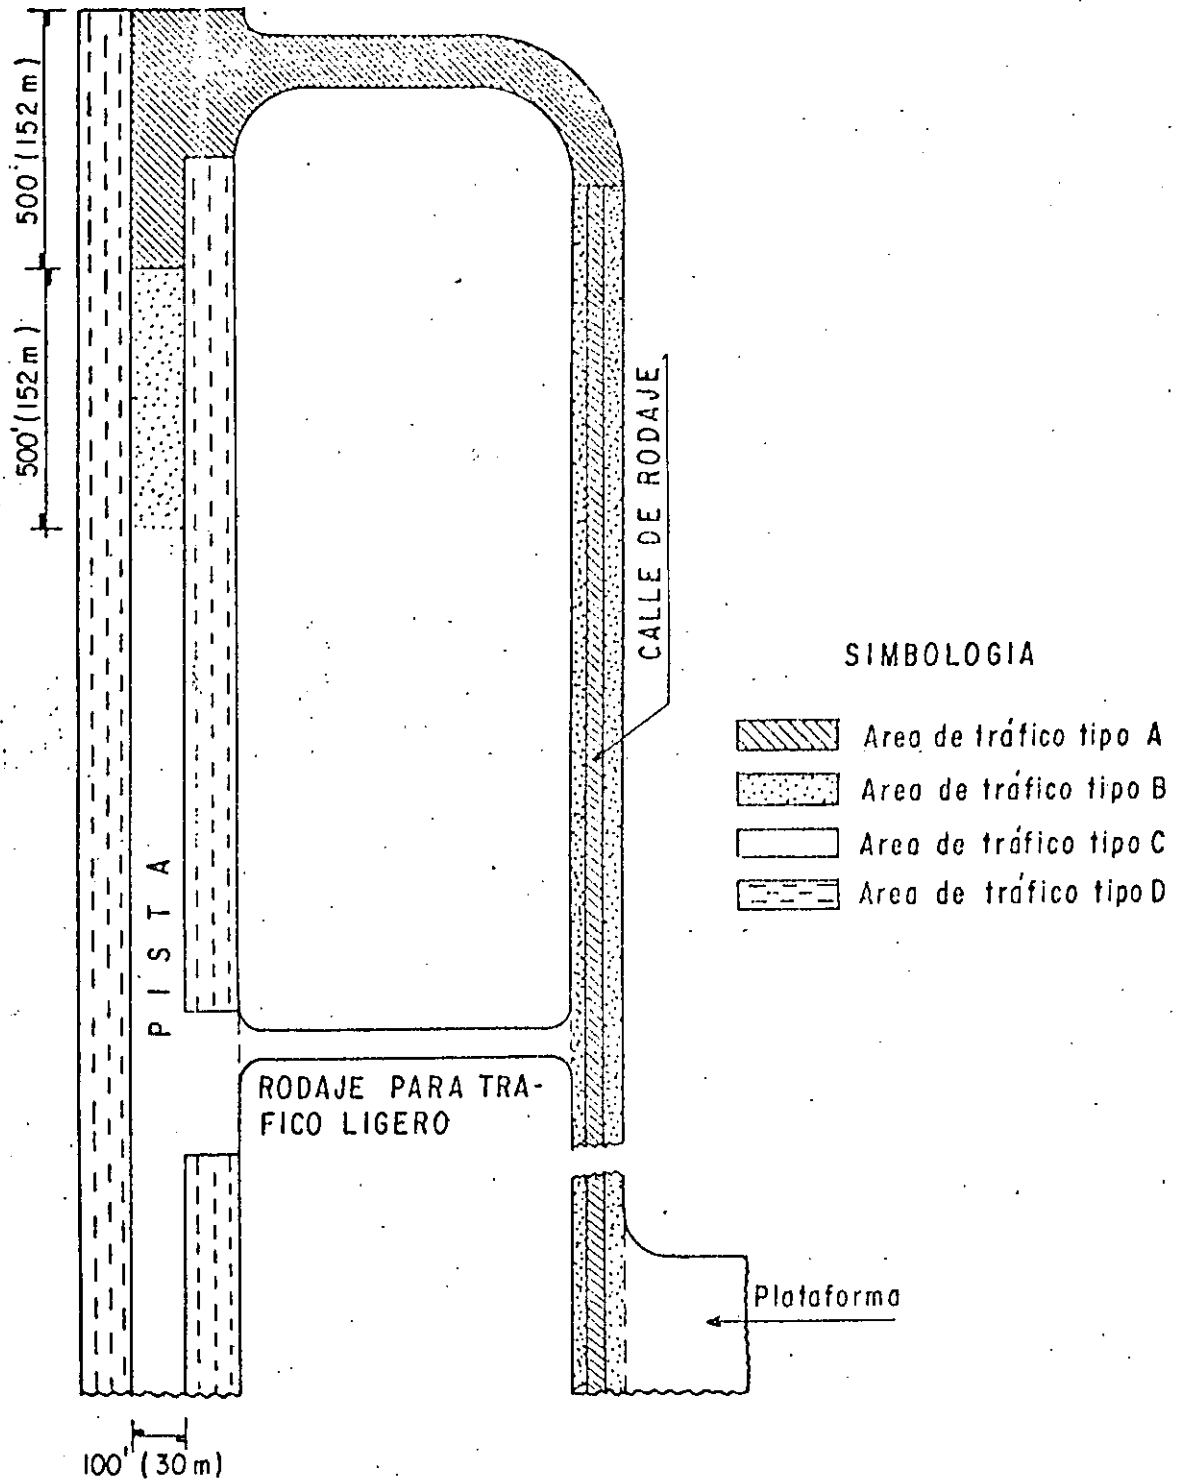 500' (152 m)
500' (152 m)
PISTA
CALLE DE RODAJE
RODAJE PARA TRA-
FICO LIGERO
SIMBOLOGIA
Area de tráfico tipo A
Area de tráfico tipo B
Area de tráfico tipo C
Area de tráfico tipo D
Plataforma
100' (30 m)